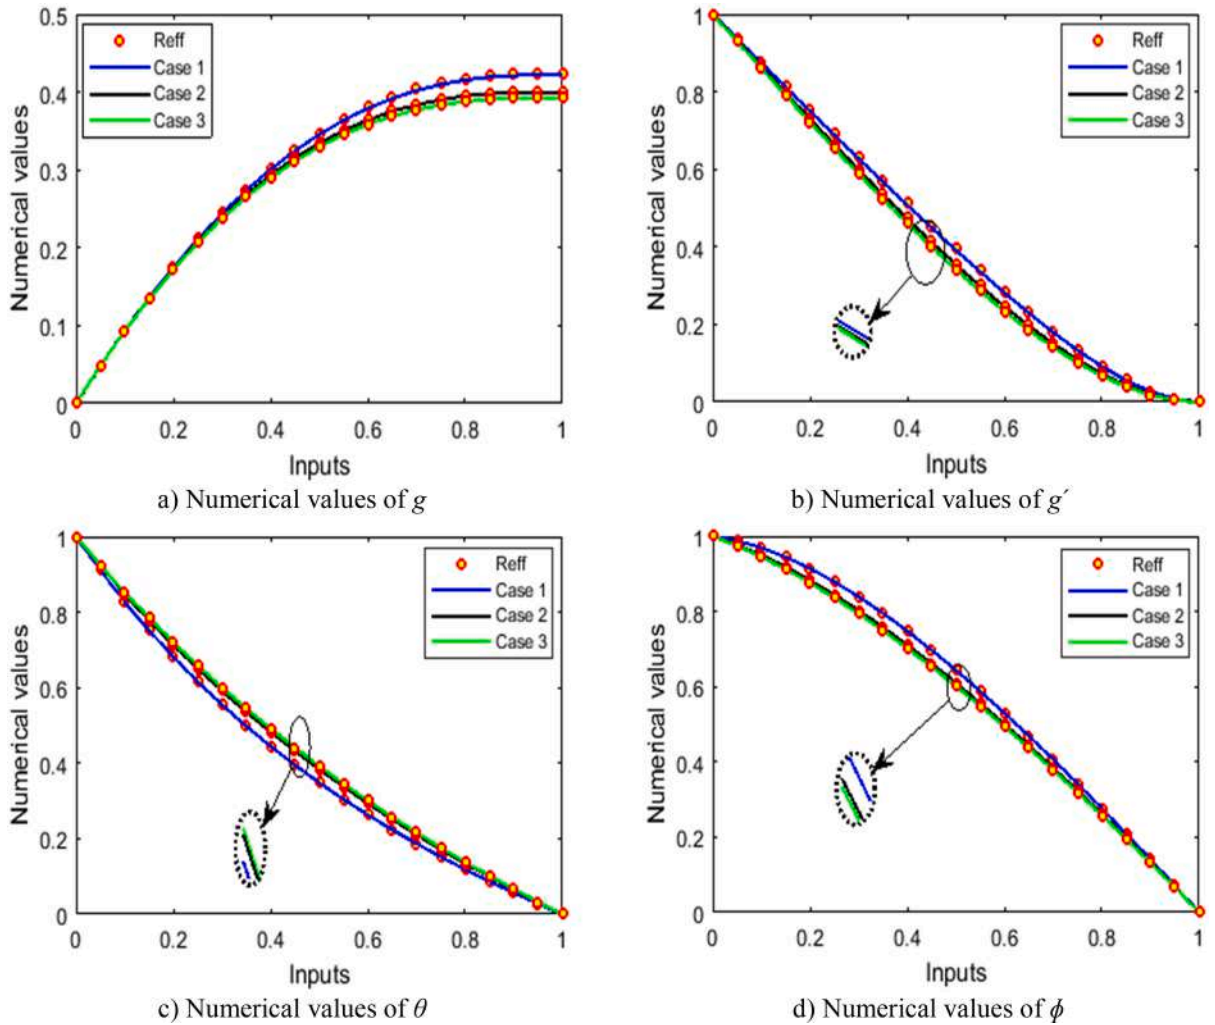 0.5
0.4
0.3
0.2
0.1
0
Numerical values
Reff
Case 1
Case 2
Case 3
0 0.2 0.4 0.6 0.8 1
Inputs
a) Numerical values of g
1
0.8
0.6
0.4
0.2
0
Numerical values
Reff
Case 1
Case 2
Case 3
0 0.2 0.4 0.6 0.8 1
Inputs
b) Numerical values of g′
1
0.8
0.6
0.4
0.2
0
Numerical values
Reff
Case 1
Case 2
Case 3
0 0.2 0.4 0.6 0.8 1
Inputs
c) Numerical values of θ
1
0.8
0.6
0.4
0.2
0
Numerical values
Reff
Case 1
Case 2
Case 3
0 0.2 0.4 0.6 0.8 1
Inputs
d) Numerical values of ϕ